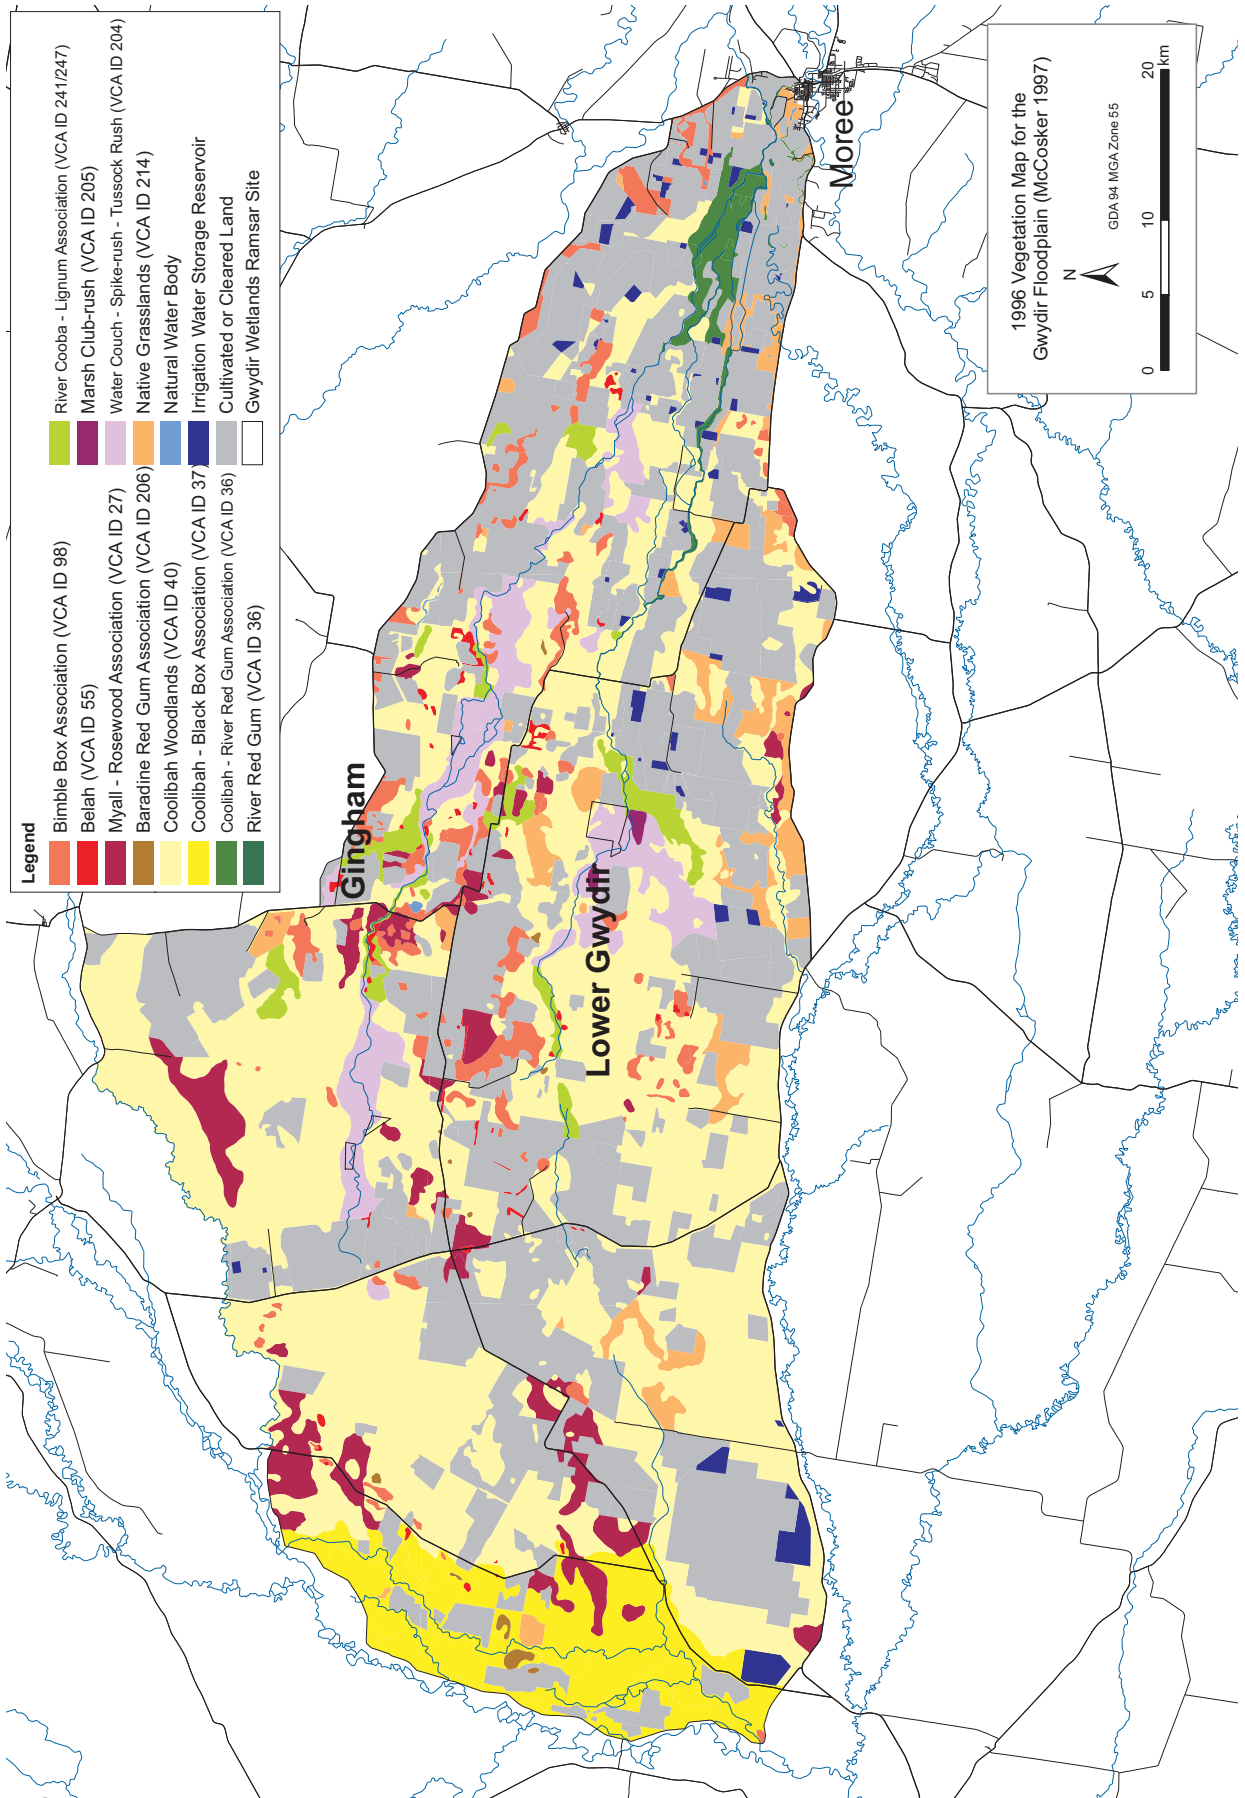 Legend
Bimble Box Association (VCA ID 98)
Belah (VCA ID 55)
Myall - Rosewood Association (VCA ID 27)
Baradine Red Gum Association (VCA ID 206)
Coolibah Woodlands (VCA ID 40)
Coolibah - Black Box Association (VCA ID 37)
Coolibah - River Red Gum Association (VCA ID 36)
River Red Gum (VCA ID 36)
River Cooba - Lignum Association (VCA ID 241/247)
Marsh Club-rush (VCA ID 205)
Water Couch - Spike-rush - Tussock Rush (VCA ID 204)
Native Grasslands (VCA ID 214)
Natural Water Body
Irrigation Water Storage Reservoir
Cultivated or Cleared Land
Gwydir Wetlands Ramsar Site
Gingham
Lower Gwydir
Moree
1996 Vegetation Map for the
Gwydir Floodplain (McCosker 1997)
N
GDA 94 MGA Zone 55
0 5 10 20
km